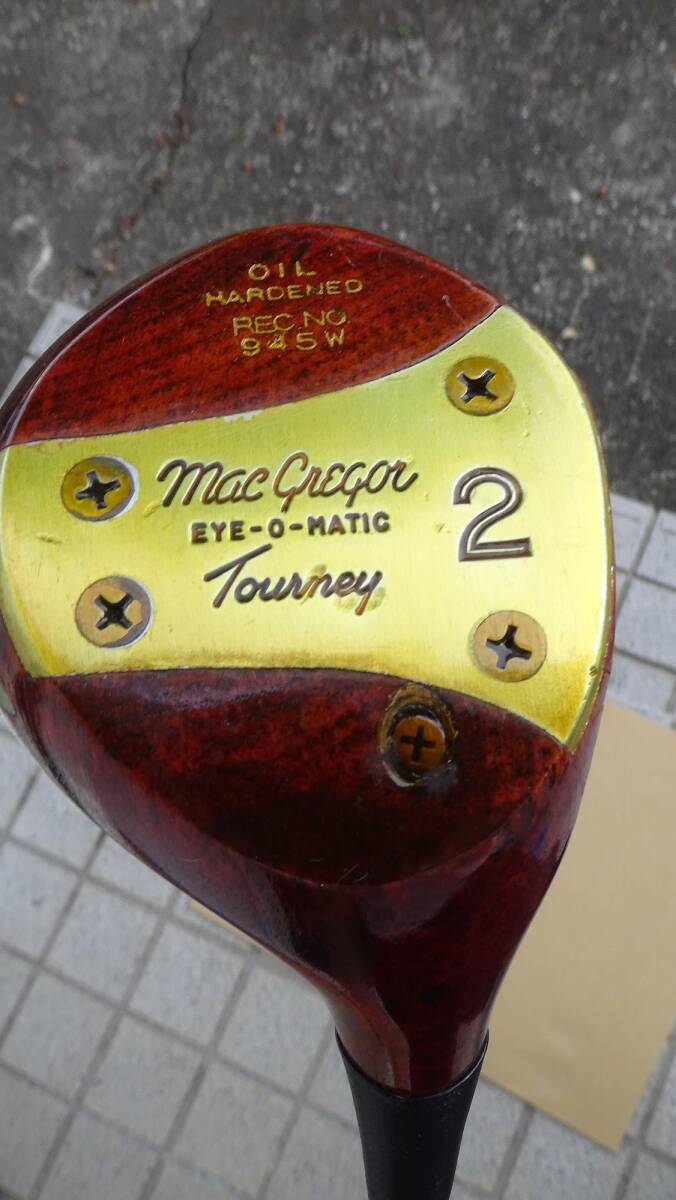 OIL
HARDENED
REC.NO.
945W
MacGregor
EYE-O-MATIC
Tourney
2